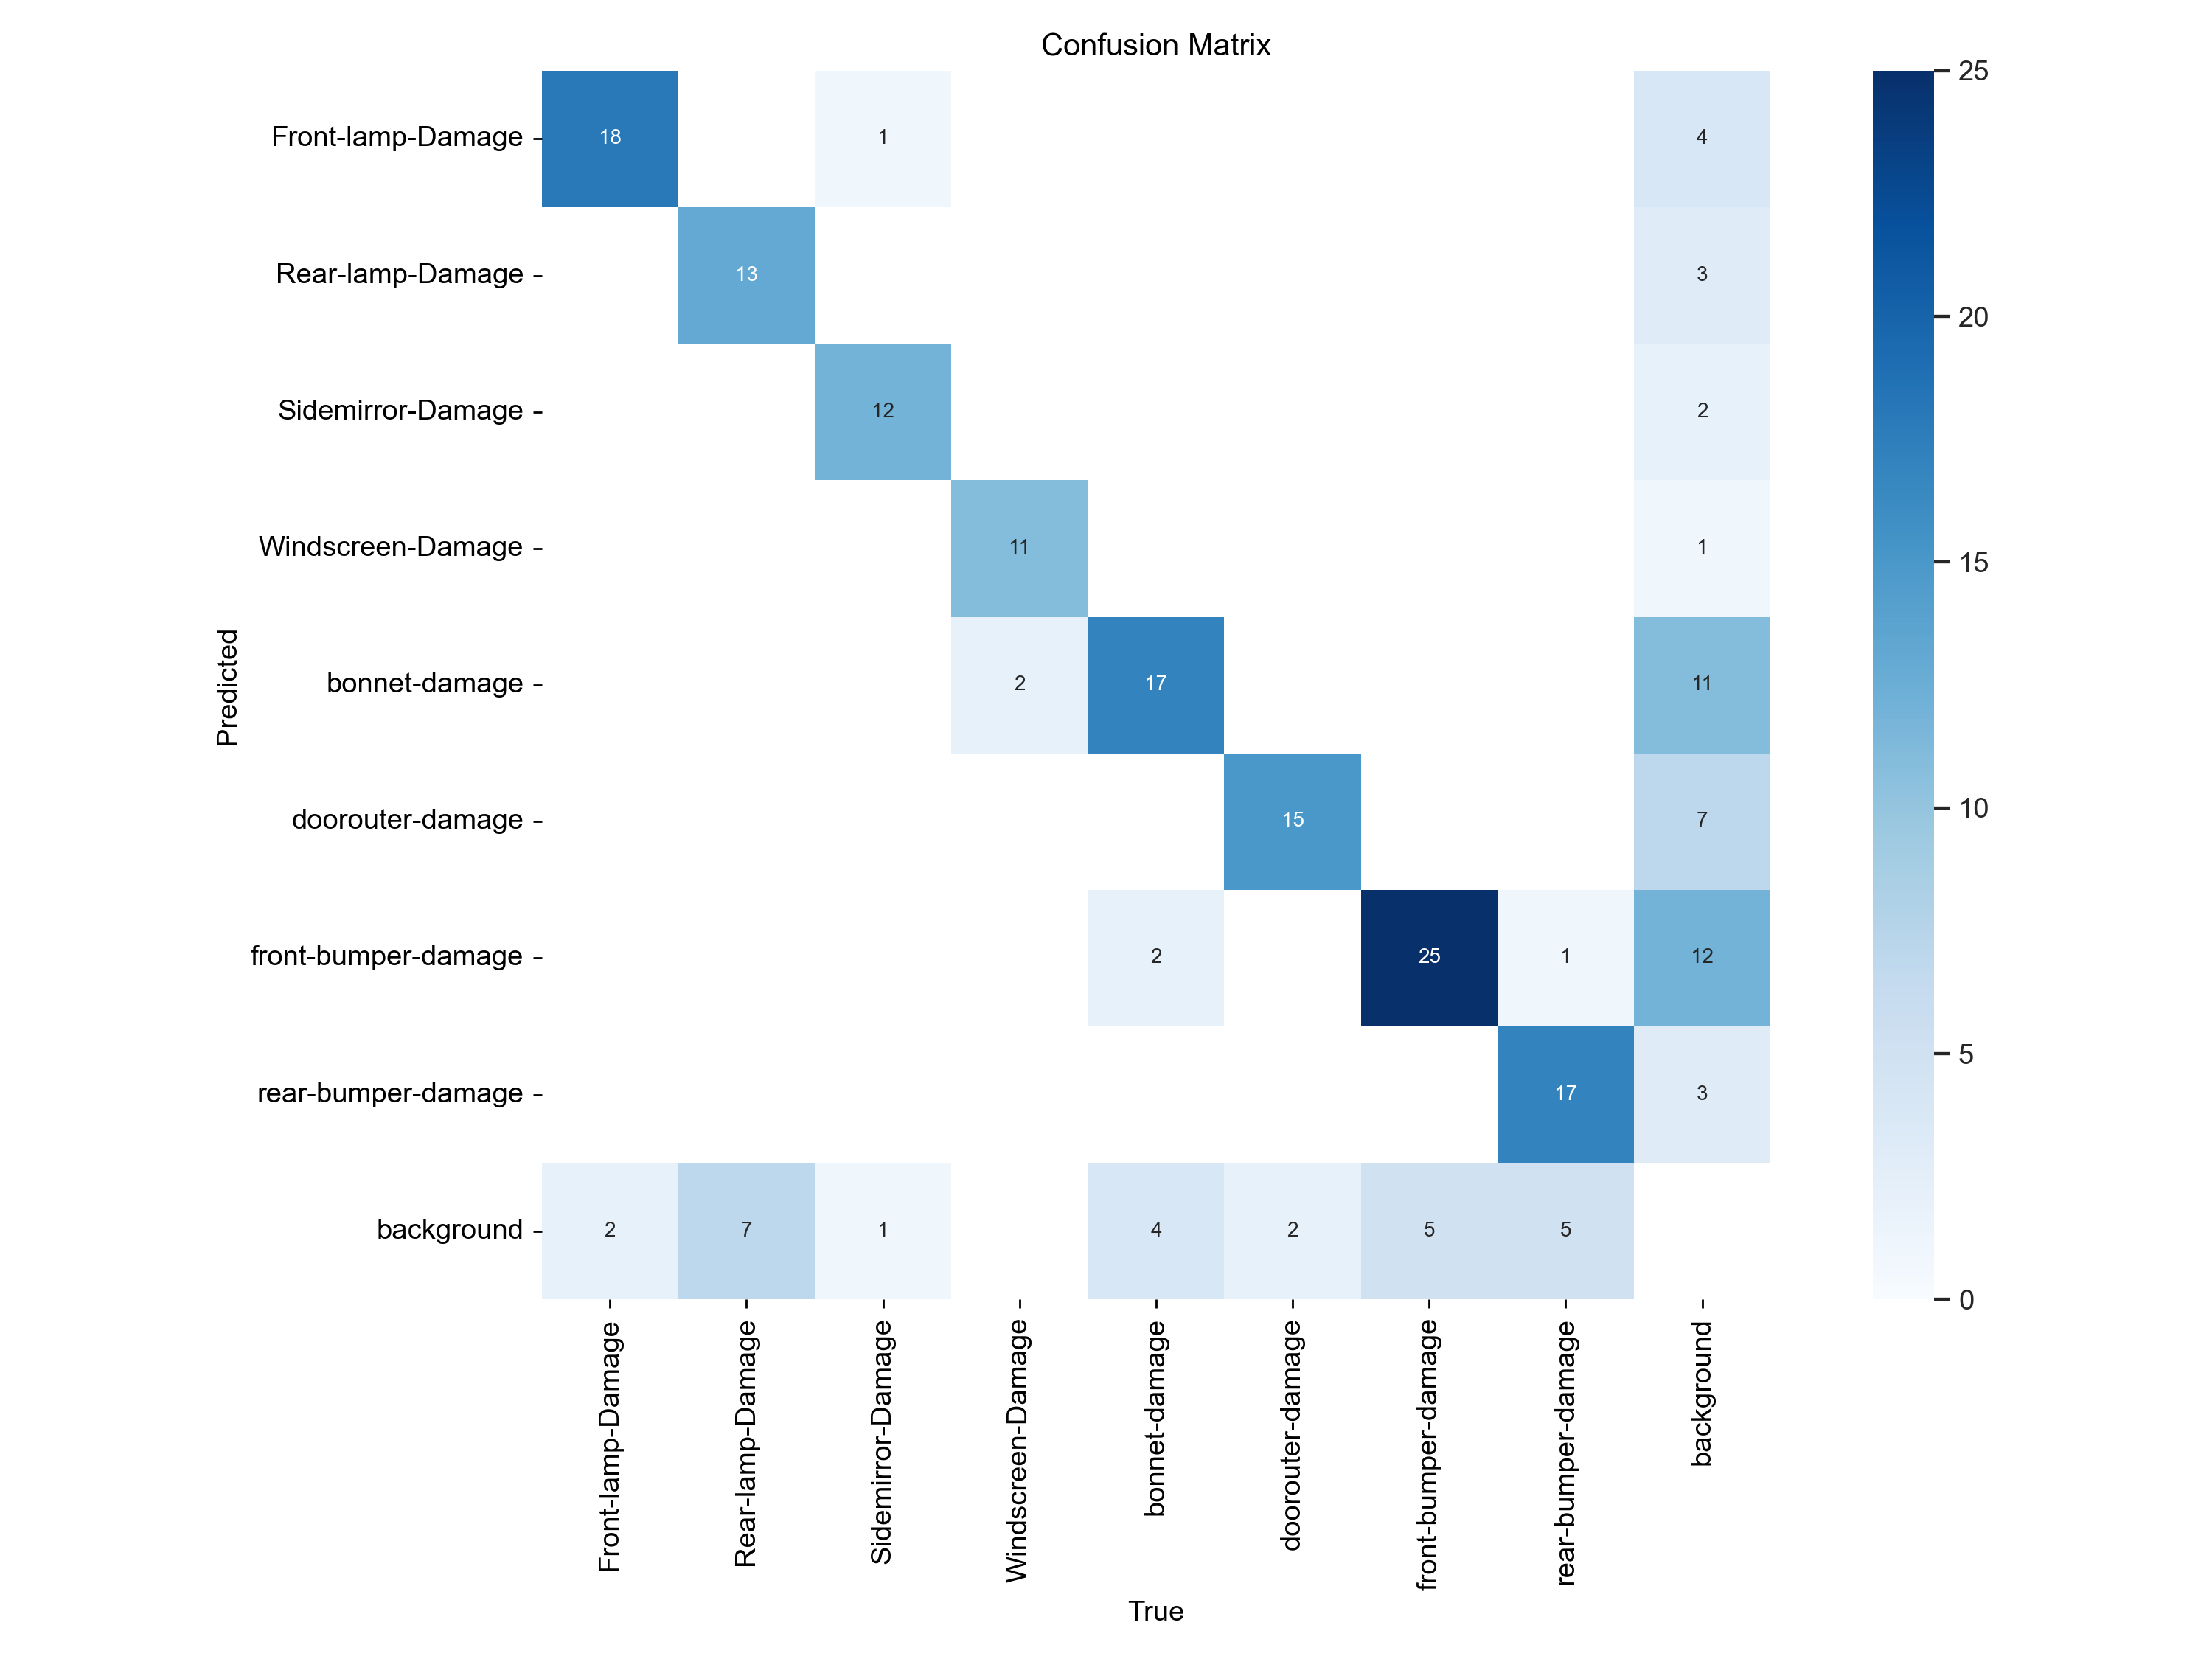 Confusion Matrix
Predicted
Front-lamp-Damage 18 1 4
Rear-lamp-Damage 13 3
Sidemirror-Damage 12 2
Windscreen-Damage 11 1
bonnet-damage 2 17 11
doorouter-damage 15 7
front-bumper-damage 2 25 1 12
rear-bumper-damage 17 3
background 2 7 1 4 2 5 5
Front-lamp-Damage
Rear-lamp-Damage
Sidemirror-Damage
Windscreen-Damage
bonnet-damage
doorouter-damage
front-bumper-damage
rear-bumper-damage
background
True
25
20
15
10
5
0